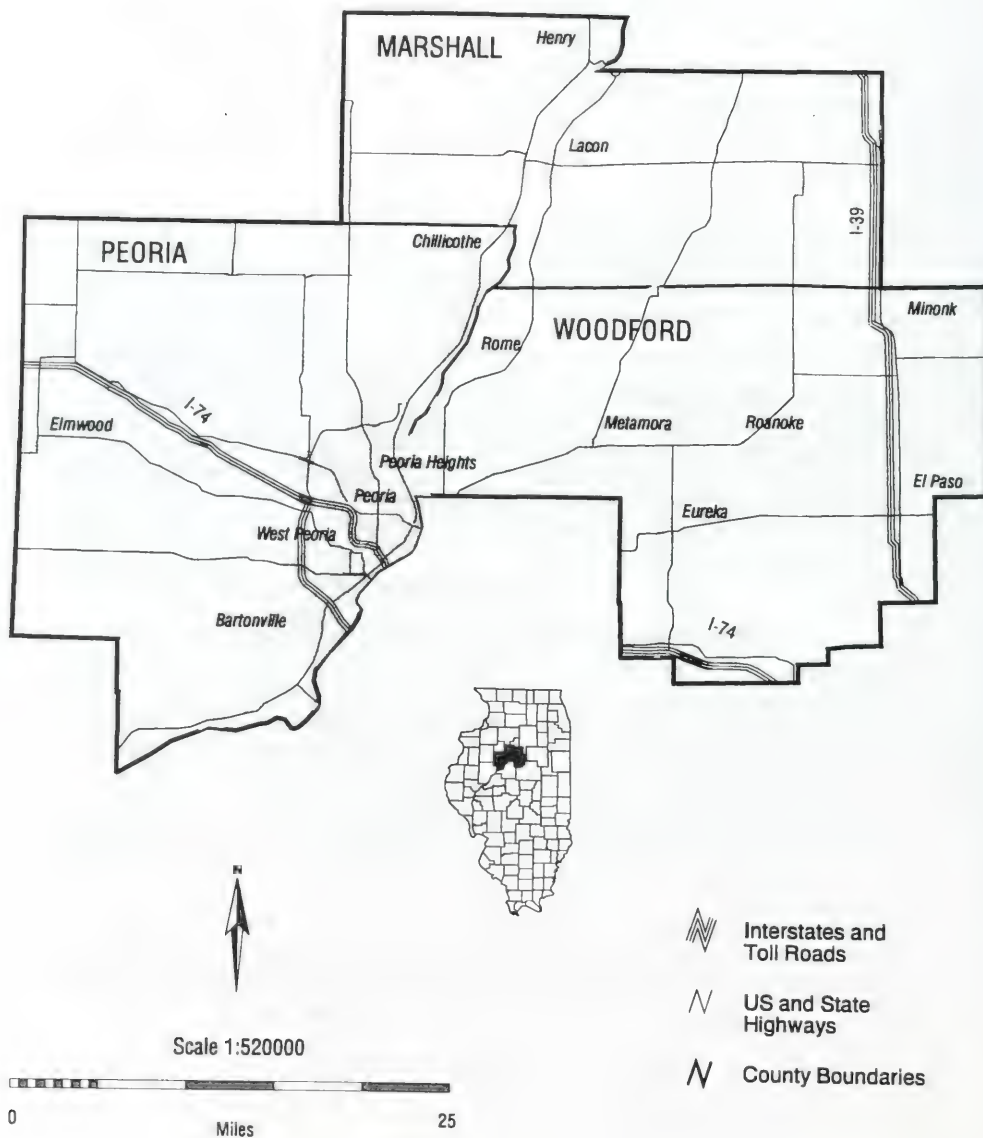 MARSHALL
Henry
Lacon
I-39
PEORIA
Chillicothe
Minonk
WOODFORD
Rome
I-74
Elmwood
Metamora
Roanoke
Peoria Heights
Peoria
El Paso
West Peoria
Eureka
Bartonville
I-74
N
Interstates and
Toll Roads
US and State
Highways
Scale 1:520000
County Boundaries
0
25
Miles